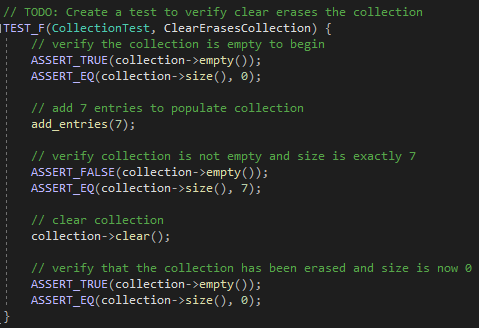 // TODO: Create a test to verify clear erases the collection
TEST_F(CollectionTest, ClearErasesCollection) {
    // verify the collection is empty to begin
    ASSERT_TRUE(collection->empty());
    ASSERT_EQ(collection->size(), 0);

    // add 7 entries to populate collection
    add_entries(7);

    // verify collection is not empty and size is exactly 7
    ASSERT_FALSE(collection->empty());
    ASSERT_EQ(collection->size(), 7);

    // clear collection
    collection->clear();

    // verify that the collection has been erased and size is now 0
    ASSERT_TRUE(collection->empty());
    ASSERT_EQ(collection->size(), 0);
}